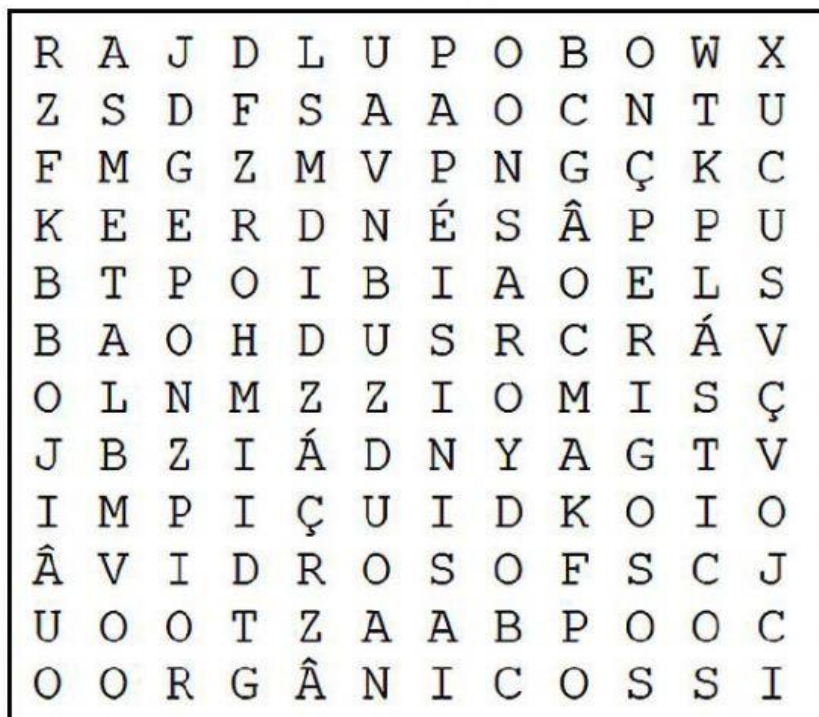 R A J D L U P O B O W X
Z S D F S A A O C N T U
F M G Z M V P N G Ç K C
K E E R D N É S Â P P U
B T P O I B I A O E L S
B A O H D U S R C R Á V
O L N M Z Z I O M I S Ç
J B Z I Á D N Y A G T V
I M P I Ç U I D K O I O
Â V I D R O S O F S C J
U O O T Z A A B P O O C
O O R G Â N I C O S S I